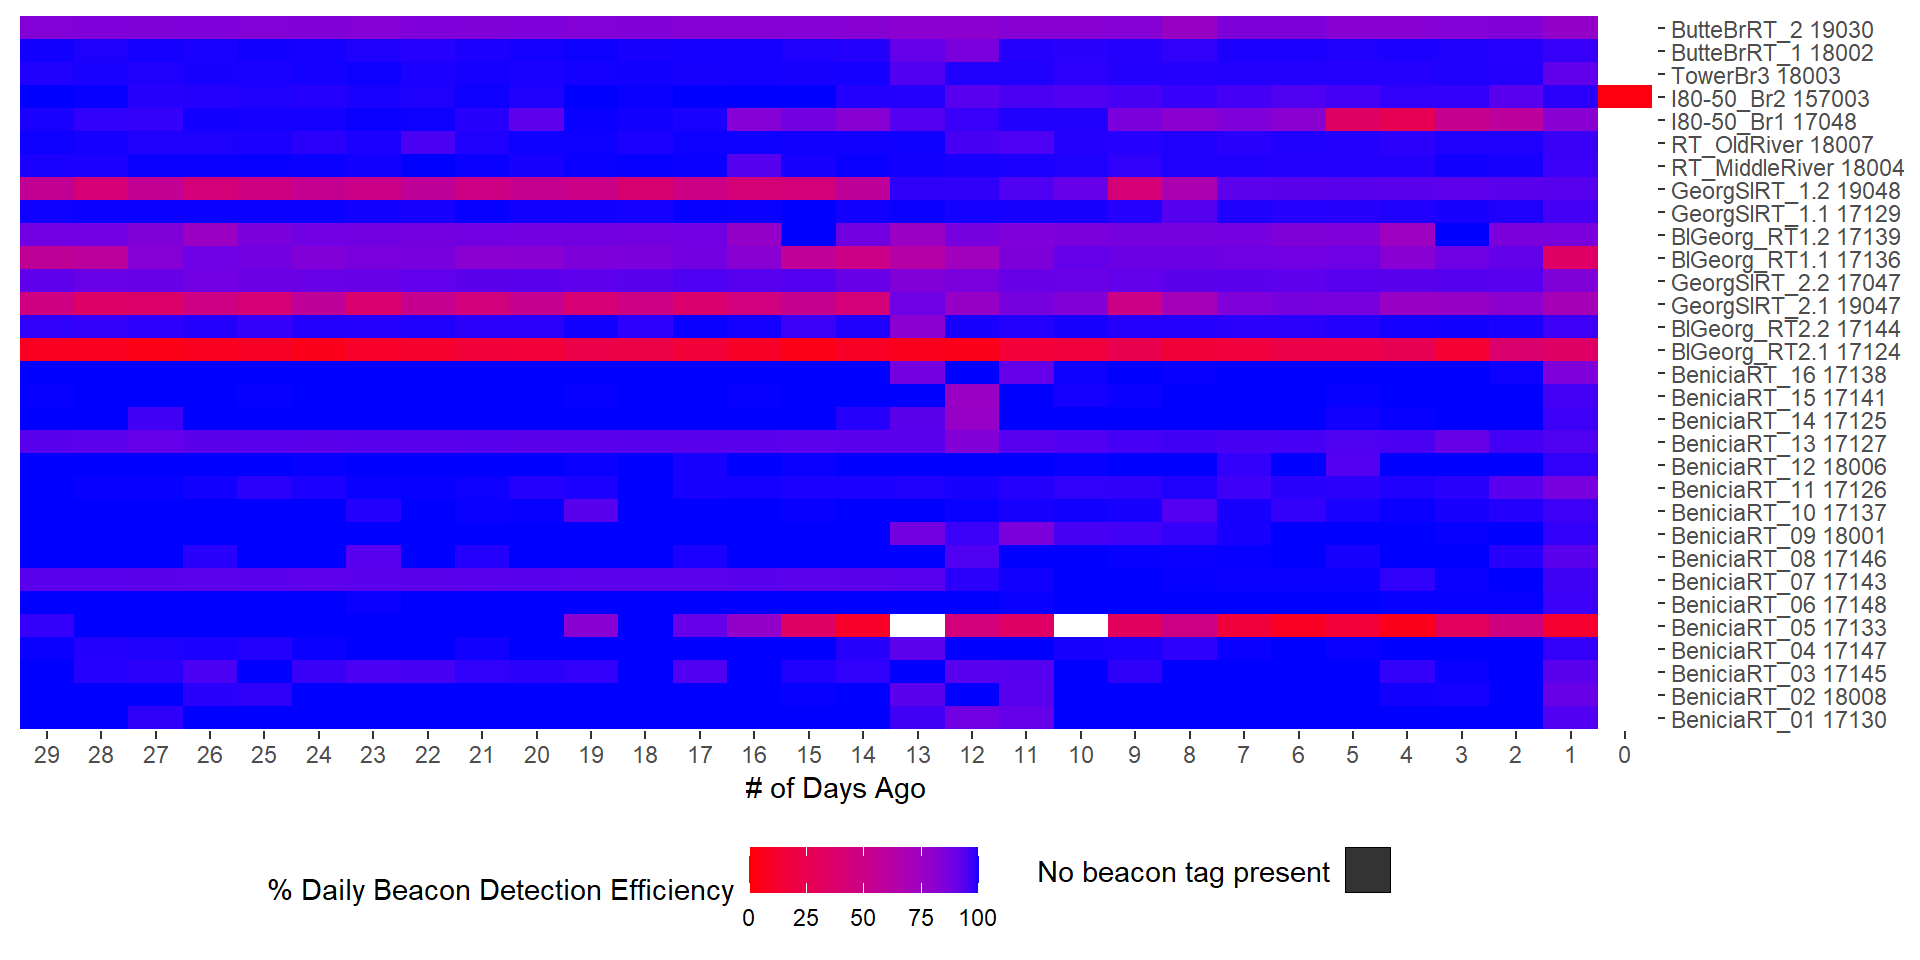 ButteBrRT_2 19030
ButteBrRT_1 18002
TowerBr3 18003
I80-50_Br2 157003
I80-50_Br1 17048
RT_OldRiver 18007
RT_MiddleRiver 18004
GeorgSlRT_1.2 19048
GeorgSlRT_1.1 17129
BlGeorg_RT1.2 17139
BlGeorg_RT1.1 17136
GeorgSlRT_2.2 17047
GeorgSlRT_2.1 19047
BlGeorg_RT2.2 17144
BlGeorg_RT2.1 17124
BeniciaRT_16 17138
BeniciaRT_15 17141
BeniciaRT_14 17125
BeniciaRT_13 17127
BeniciaRT_12 18006
BeniciaRT_11 17126
BeniciaRT_10 17137
BeniciaRT_09 18001
BeniciaRT_08 17146
BeniciaRT_07 17143
BeniciaRT_06 17148
BeniciaRT_05 17133
BeniciaRT_04 17147
BeniciaRT_03 17145
BeniciaRT_02 18008
BeniciaRT_01 17130
29 28 27 26 25 24 23 22 21 20 19 18 17 16 15 14 13 12 11 10 9 8 7 6 5 4 3 2 1 0
# of Days Ago
% Daily Beacon Detection Efficiency
0 25 50 75 100
No beacon tag present